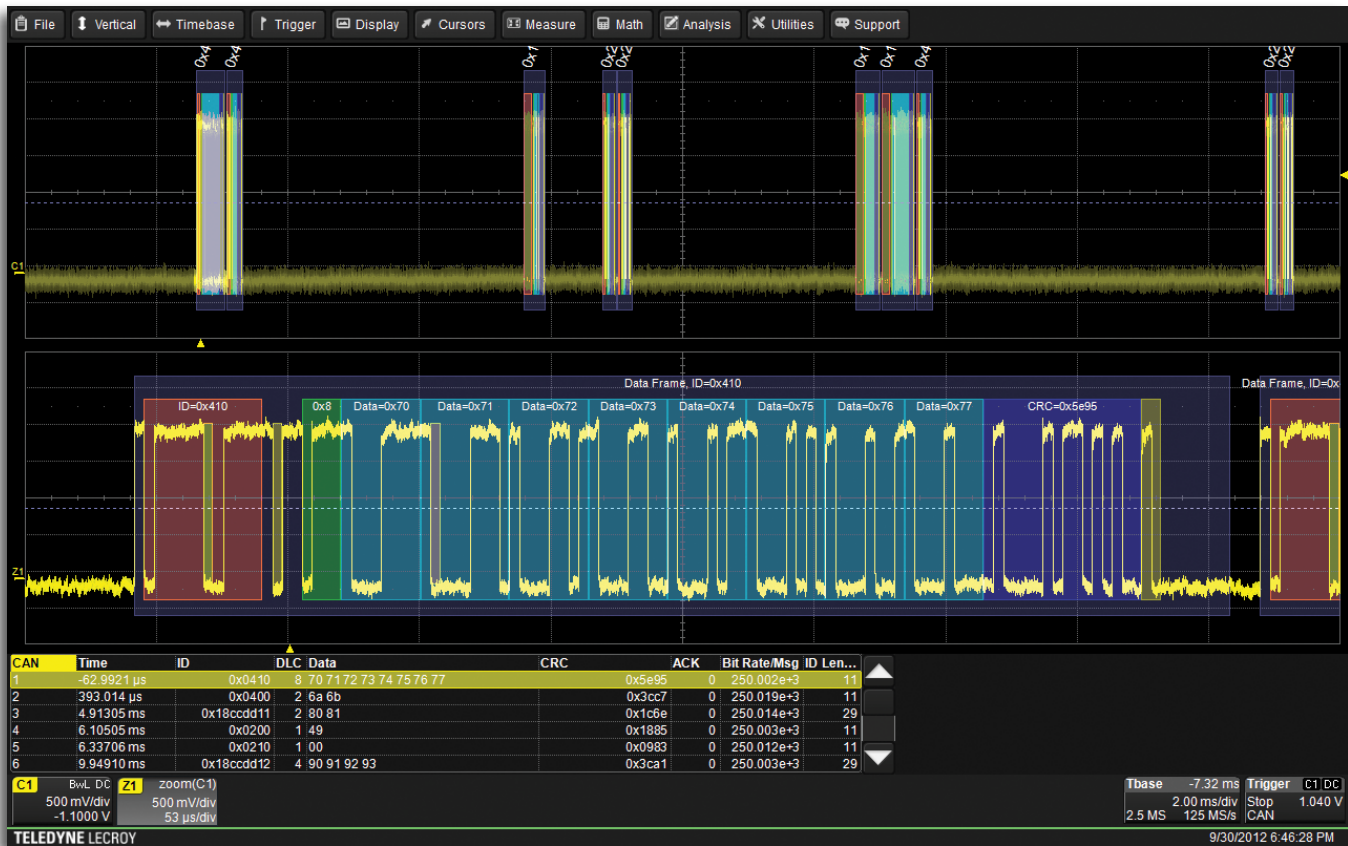 File Vertical Timebase Trigger Display Cursors Measure Math Analysis Utilities Support
0x4 0x4 0x1 0x2 0x2 0x1 0x1 0x4 0x2 0x2
C1
Data Frame, ID=0x410 Data Frame, ID=0x
ID=0x410 0x8 Data=0x70 Data=0x71 Data=0x72 Data=0x73 Data=0x74 Data=0x75 Data=0x76 Data=0x77 CRC=0x5e95
Z1
CAN Time ID DLC Data CRC ACK Bit Rate/Msg ID Len...
1 -62.9921 µs 0x0410 8 70 71 72 73 74 75 76 77 0x5e95 0 250.002e+3 11
2 393.014 µs 0x0400 2 6a 6b 0x3cc7 0 250.019e+3 11
3 4.91305 ms 0x18ccdd11 2 80 81 0x1c6e 0 250.014e+3 29
4 6.10505 ms 0x0200 1 49 0x1885 0 250.003e+3 11
5 6.33706 ms 0x0210 1 00 0x0983 0 250.012e+3 11
6 9.94910 ms 0x18ccdd12 4 90 91 92 93 0x3ca1 0 250.003e+3 29
C1 BwL DC Z1 zoom(C1) Tbase -7.32 ms Trigger C1 DC
500 mV/div 500 mV/div 2.00 ms/div Stop 1.040 V
-1.1000 V 53 µs/div 2.5 MS 125 MS/s CAN
TELEDYNE LECROY 9/30/2012 6:46:28 PM